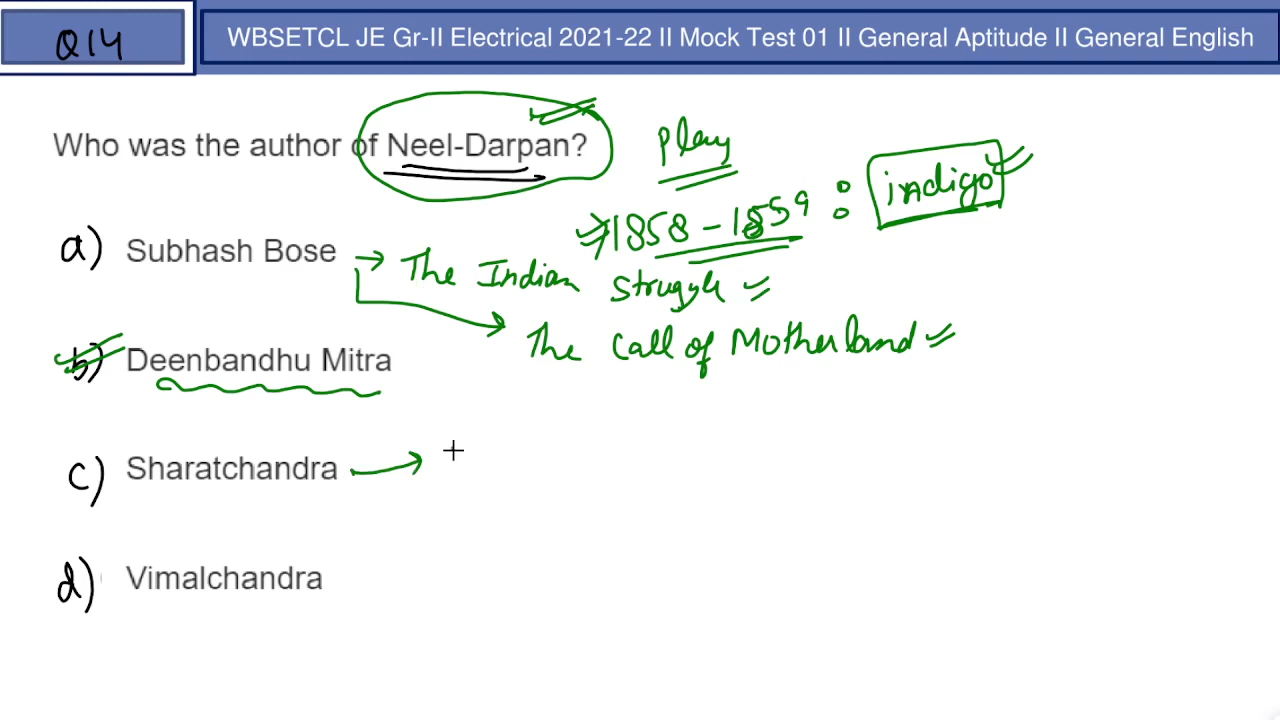 Q14
WBSETCL JE Gr-II Electrical 2021-22 II Mock Test 01 II General Aptitude II General English
Who was the author of Neel-Darpan?
Play
1858-1859 : indigo
a) Subhash Bose → The Indian Struggle
The Call of Motherland
b) Deenbandhu Mitra
c) Sharatchandra →
d) Vimalchandra